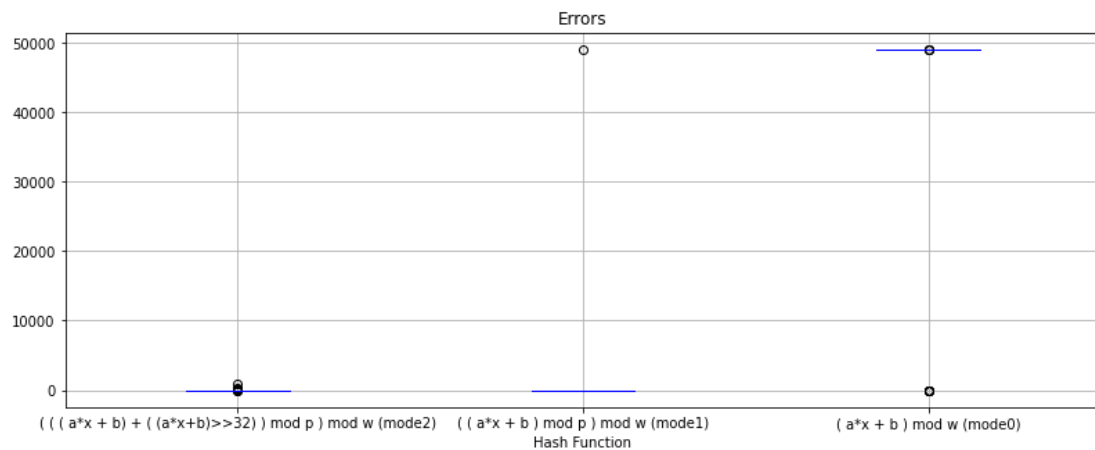 Errors
50000
40000
30000
20000
10000
0
( ( ( a*x + b) + ( (a*x+b)>>32) ) mod p ) mod w (mode2) ( ( a*x + b ) mod p ) mod w (mode1) ( a*x + b ) mod w (mode0)
Hash Function